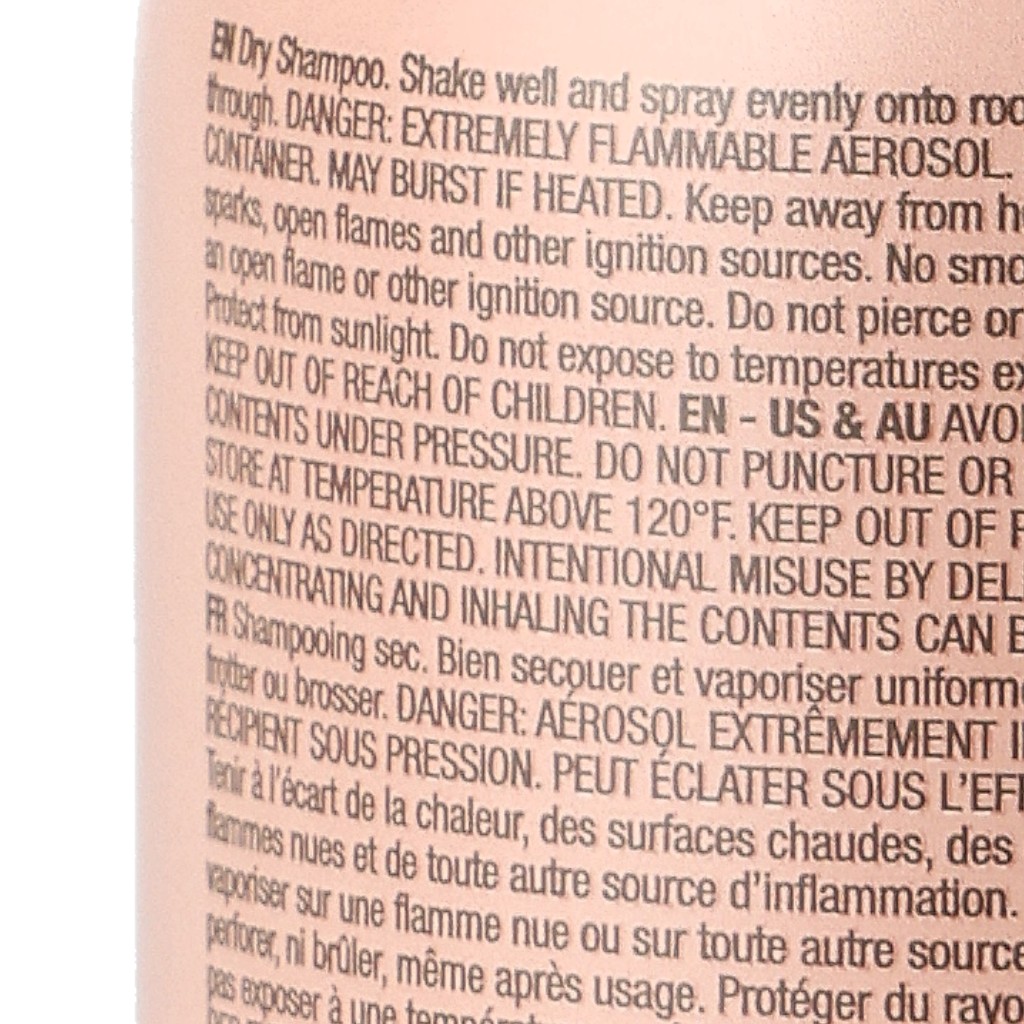 EN Dry Shampoo. Shake well and spray evenly onto
through. DANGER: EXTREMELY FLAMMABLE AEROSOL.
CONTAINER. MAY BURST IF HEATED. Keep away from
sparks, open flames and other ignition sources. No
an open flame or other ignition source. Do not pierce or
Protect from sunlight. Do not expose to temperatures
KEEP OUT OF REACH OF CHILDREN. EN - US & AU
CONTENTS UNDER PRESSURE. DO NOT PUNCTURE OR
STORE AT TEMPERATURE ABOVE 120°F. KEEP OUT OF
USE ONLY AS DIRECTED. INTENTIONAL MISUSE BY
CONCENTRATING AND INHALING THE CONTENTS CAN
FR Shampooing sec. Bien secouer et vaporiser
frotter ou brosser. DANGER: AÉROSOL EXTRÊMEMENT
RÉCIPIENT SOUS PRESSION. PEUT ÉCLATER SOUS
Tenir à l'écart de la chaleur, des surfaces chaudes, des
flammes nues et de toute autre source d'inflammation.
vaporiser sur une flamme nue ou sur toute autre source
perforer, ni brûler, même après usage. Protéger du
pas exposer à une